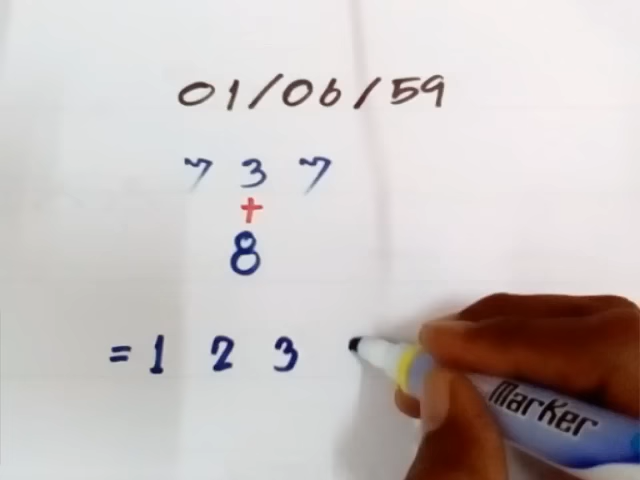 01/06/59
7 3 7
+
8
= 1 2 3
Marker